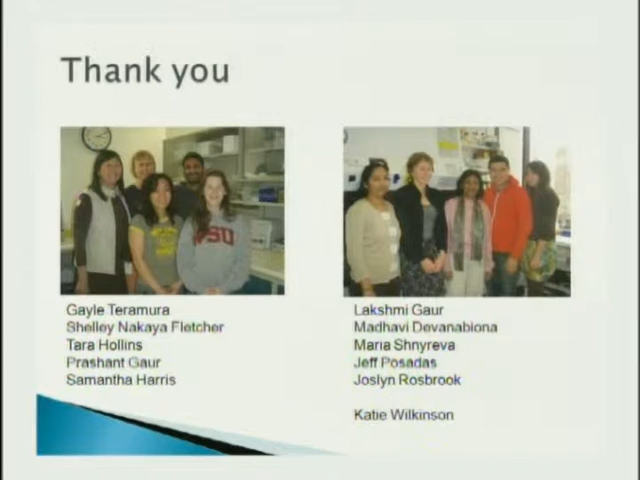 Thank you
WSU
Gayle Teramura
Shelley Nakaya Fletcher
Tara Hollins
Prashant Gaur
Samantha Harris
Lakshmi Gaur
Madhavi Devanabiona
Maria Shnyreva
Jeff Posadas
Joslyn Rosbrook
Katie Wilkinson